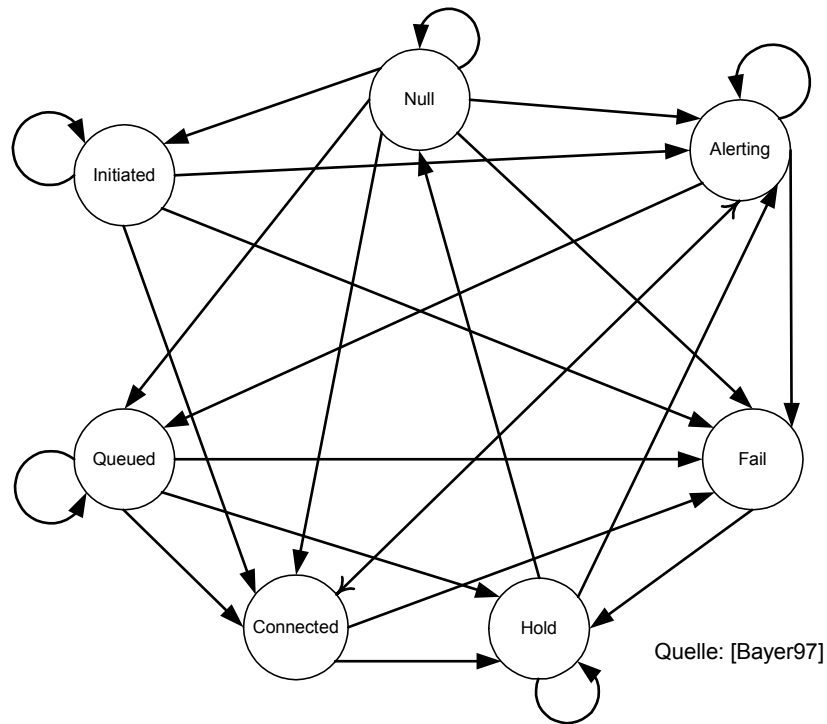 Null
Alerting
Initiated
Queued
Fail
Connected
Hold
Quelle: [Bayer97]